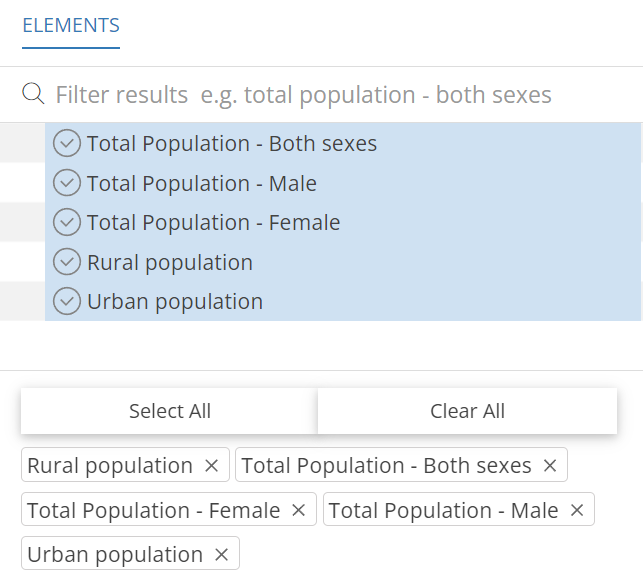 ELEMENTS
Filter results e.g. total population - both sexes
Total Population - Both sexes
Total Population - Male
Total Population - Female
Rural population
Urban population
Select All Clear All
Rural population × Total Population - Both sexes ×
Total Population - Female × Total Population - Male ×
Urban population ×